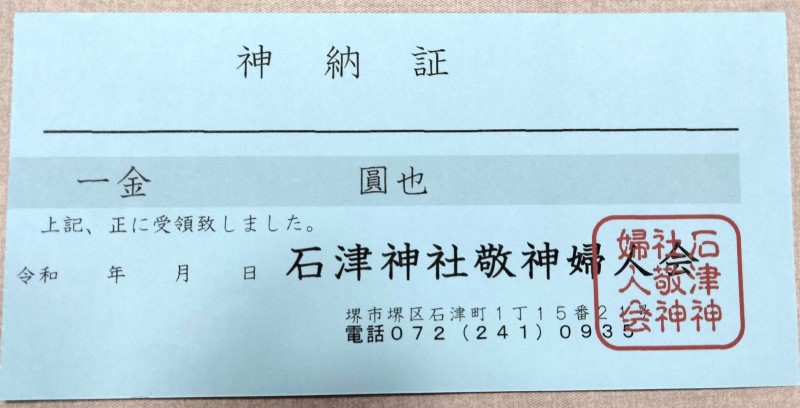 神納証
一金 圓也
上記、正に受領致しました。
令和 年 月 日 石津神社敬神婦人会
堺市堺区石津町1丁15番21号
電話072(241)0935
石津神
社敬神
婦人会